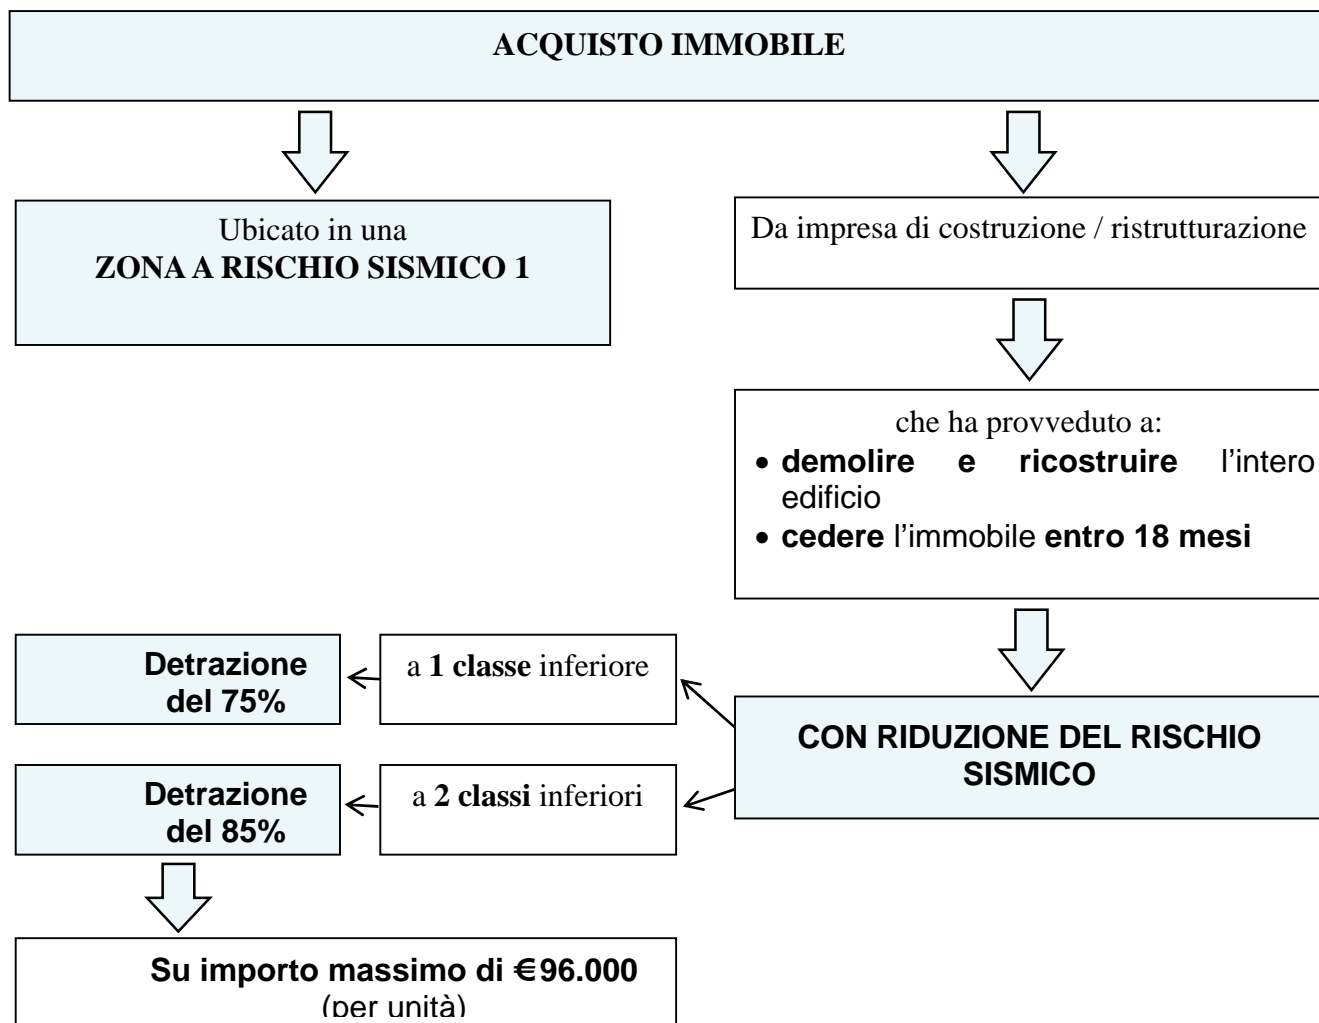 ACQUISTO IMMOBILE
Ubicato in una
ZONA A RISCHIO SISMICO 1
Da impresa di costruzione / ristrutturazione
che ha provveduto a:
• demolire e ricostruire l'intero
edificio
• cedere l'immobile entro 18 mesi
CON RIDUZIONE DEL RISCHIO
SISMICO
a 1 classe inferiore
Detrazione
del 75%
a 2 classi inferiori
Detrazione
del 85%
Su importo massimo di €96.000
(per unità)